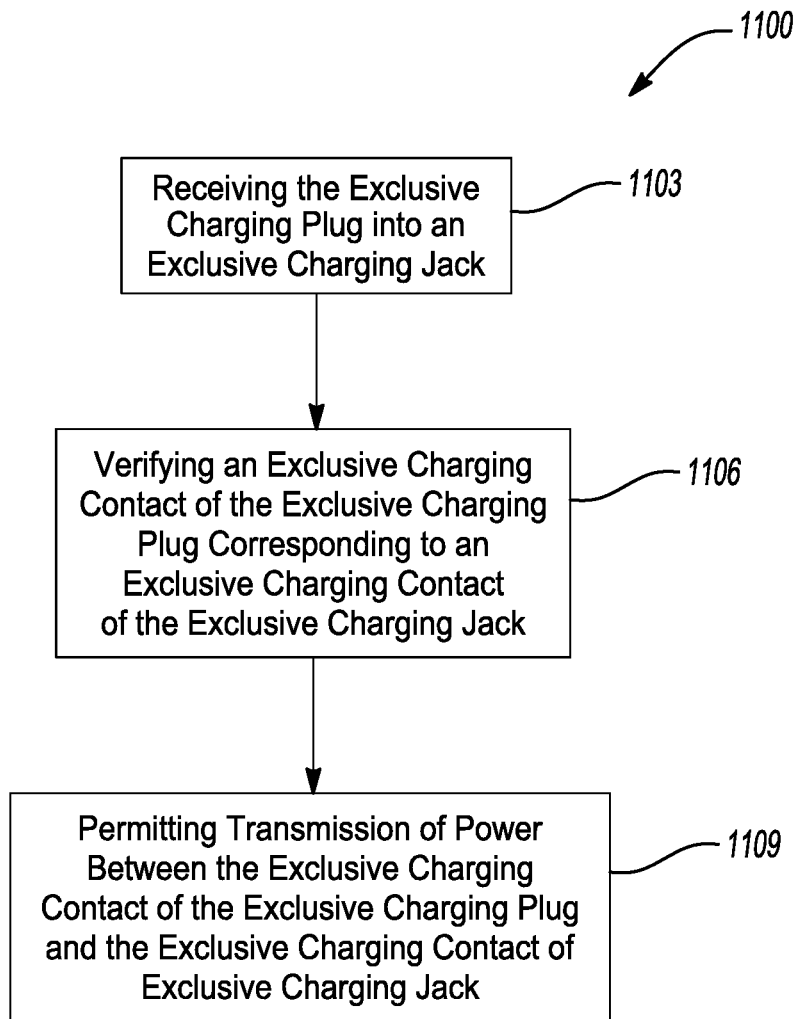 1100
Receiving the Exclusive
Charging Plug into an
Exclusive Charging Jack
1103
Verifying an Exclusive Charging
Contact of the Exclusive Charging
Plug Corresponding to an
Exclusive Charging Contact
of the Exclusive Charging Jack
1106
Permitting Transmission of Power
Between the Exclusive Charging
Contact of the Exclusive Charging Plug
and the Exclusive Charging Contact of
Exclusive Charging Jack
1109